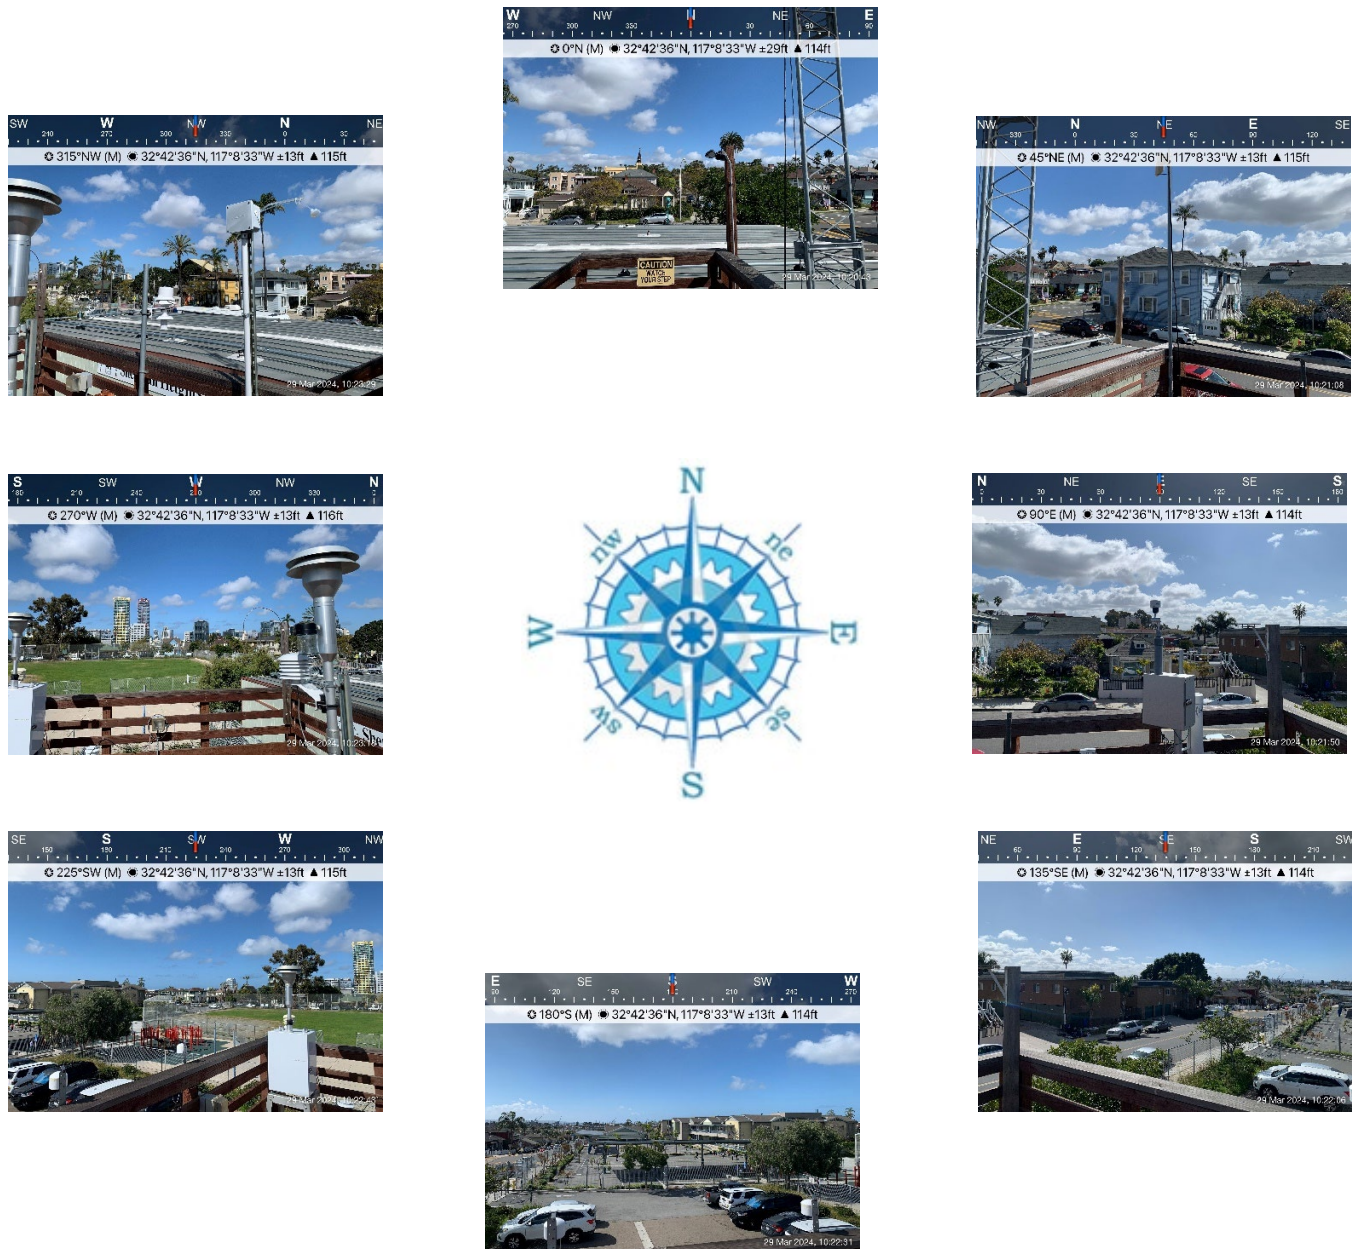 W NW N NE E
270 300 350 60 90
0°N (M) 32°42'36"N, 117°8'33"W ±29ft ▲ 114ft
CAUTION
WATCH
YOUR STEP
29 Mar 2024, 10:20:43
SW W NW N NE
240 270 300 330 0 30
315°NW (M) 32°42'36"N, 117°8'33"W ±13ft ▲ 115ft
29 Mar 2024, 10:23:29
NW N NE E SE
330 0 30 60 90 120
45°NE (M) 32°42'36"N, 117°8'33"W ±13ft ▲ 115ft
29 Mar 2024, 10:21:08
S SW W NW N
180 210 240 270 300 330 0
270°W (M) 32°42'36"N, 117°8'33"W ±13ft ▲ 116ft
She
N
nw ne
W E
sw se
S
N NE E SE S
0 30 30 90 120 150 180
90°E (M) 32°42'36"N, 117°8'33"W ±13ft ▲ 114ft
29 Mar 2024, 10:21:50
SE S SW W NW
150 180 210 240 270 300
225°SW (M) 32°42'36"N, 117°8'33"W ±13ft ▲ 115ft
29 Mar 2024, 10:22:43
E SE S SW W
90 120 150 210 240 270
180°S (M) 32°42'36"N, 117°8'33"W ±13ft ▲ 114ft
29 Mar 2024, 10:22:31
NE E SE S SW
60 90 120 150 180 210
135°SE (M) 32°42'36"N, 117°8'33"W ±13ft ▲ 114ft
29 Mar 2024, 10:22:06